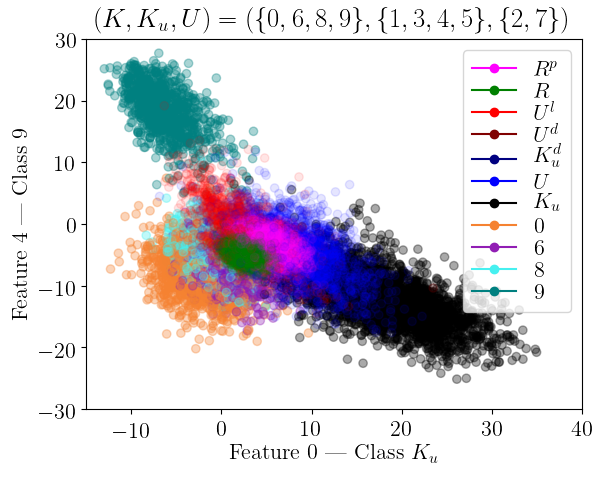 (K, K_u, U) = ({0, 6, 8, 9}, {1, 3, 4, 5}, {2, 7})
30
20
10
0
−10
−20
−30
Feature 4 — Class 9
R^p
R
U^l
U^d
K_u^d
U
K_u
0
6
8
9
−10
0
10
20
30
40
Feature 0 — Class K_u